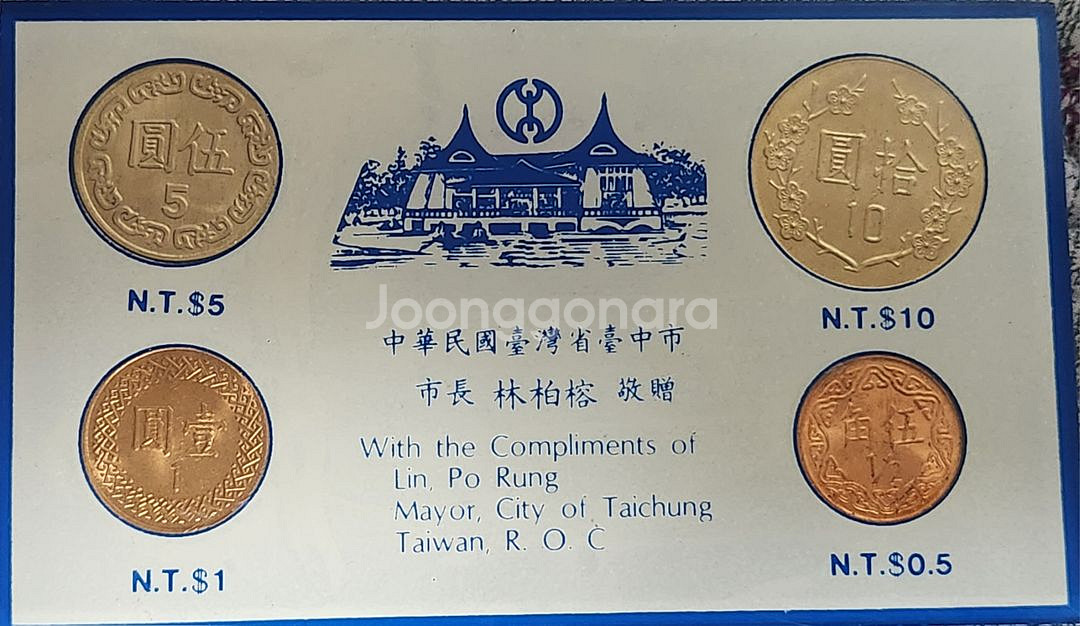 圓伍
5
N.T.$5
圓拾
10
N.T.$10
Joonggonara
中華民國臺灣省臺中市
市長 林柏榕 敬贈
With the Compliments of
Lin, Po Rung
Mayor, City of Taichung
Taiwan, R. O. C
圓壹
1
N.T.$1
角伍
1/2
N.T.$0.5